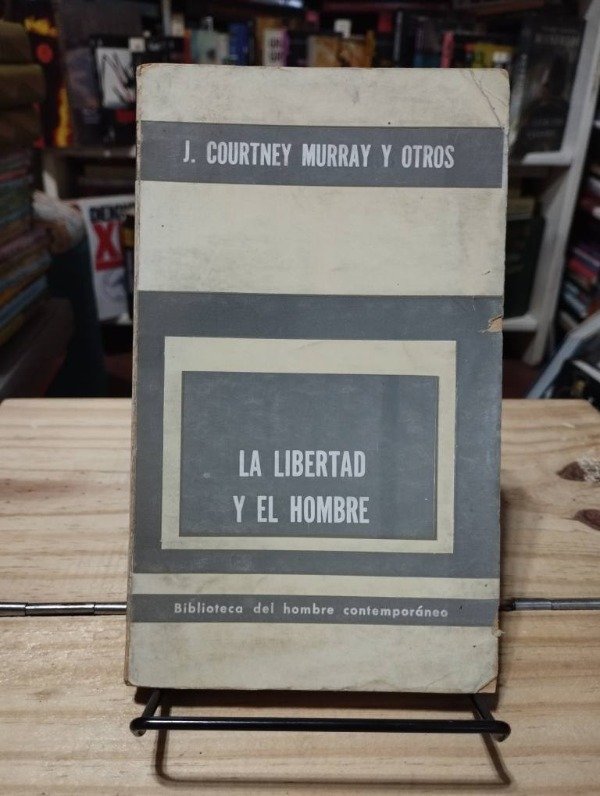 J. COURTNEY MURRAY Y OTROS
LA LIBERTAD
Y EL HOMBRE
Biblioteca del hombre contemporáneo